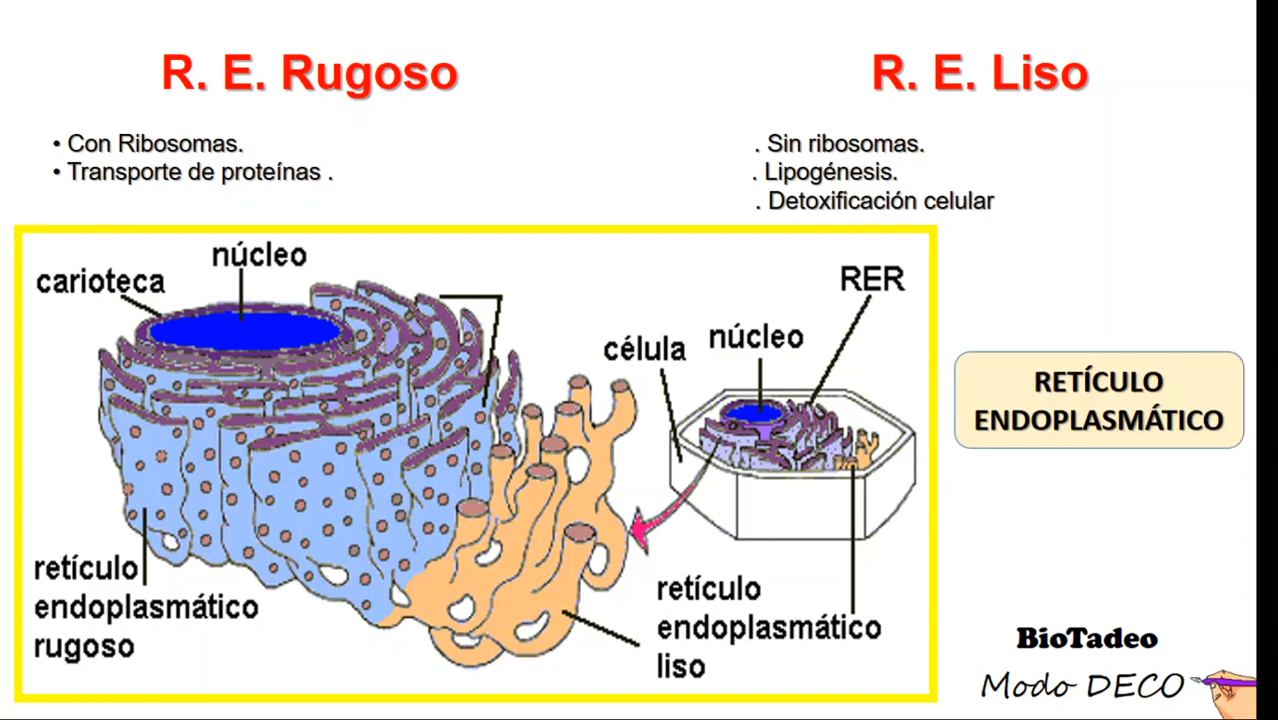 R. E. Rugoso
• Con Ribosomas.
• Transporte de proteínas .
R. E. Liso
. Sin ribosomas.
. Lipogénesis.
. Detoxificación celular
núcleo
carioteca
retículo
endoplasmático
rugoso
RER
núcleo
célula
retículo
endoplasmático
liso
RETÍCULO
ENDOPLASMÁTICO
BioTadeo
Modo DECO